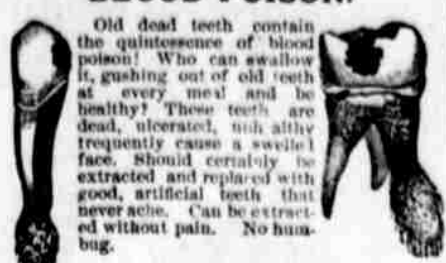 Old dead teeth contain
the quintessence of blood
poison! Who can swallow
it, gushing out of old teeth
at every meal and be
healthy? These teeth are
dead, ulcerated,
frequently cause a swelled
face. Should certainly be
extracted and replaced with
good, artificial teeth that
never ache. Can be extract-
ed without pain. No hum-
bug.